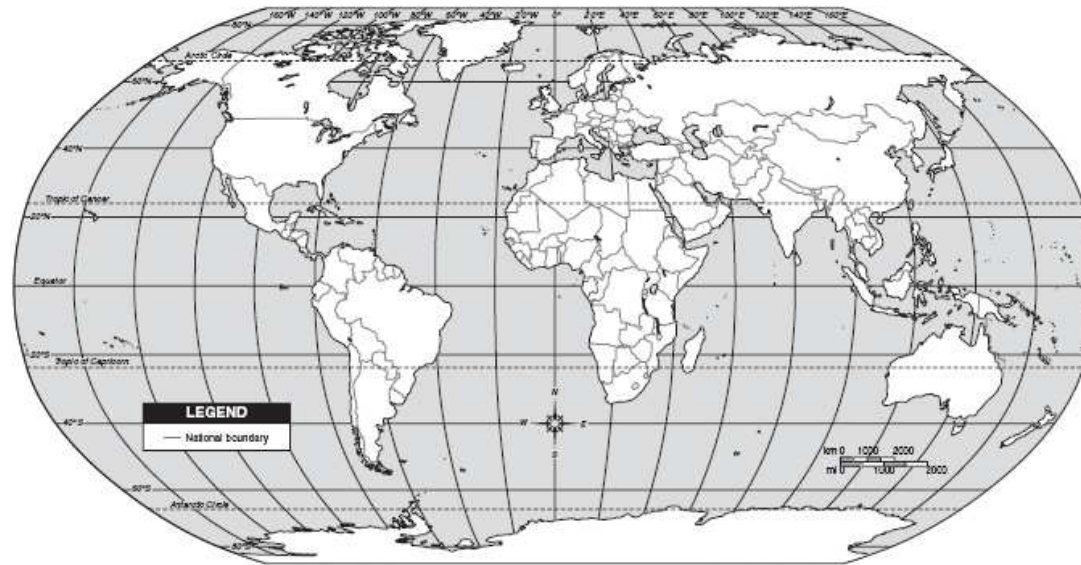 160°W 140°W 120°W 100°W 80°W 60°W 40°W 20°W 0° 20°E 40°E 60°E 80°E 100°E 120°E 140°E 160°E
80°N
Arctic Circle
60°N
40°N
Tropic of Cancer
20°N
Equator
20°S
Tropic of Capricorn
N
LEGEND
W E
40°S
National boundary
S
km 0 1000 2000
mi 0 1000 2000
60°S
Antarctic Circle
80°S